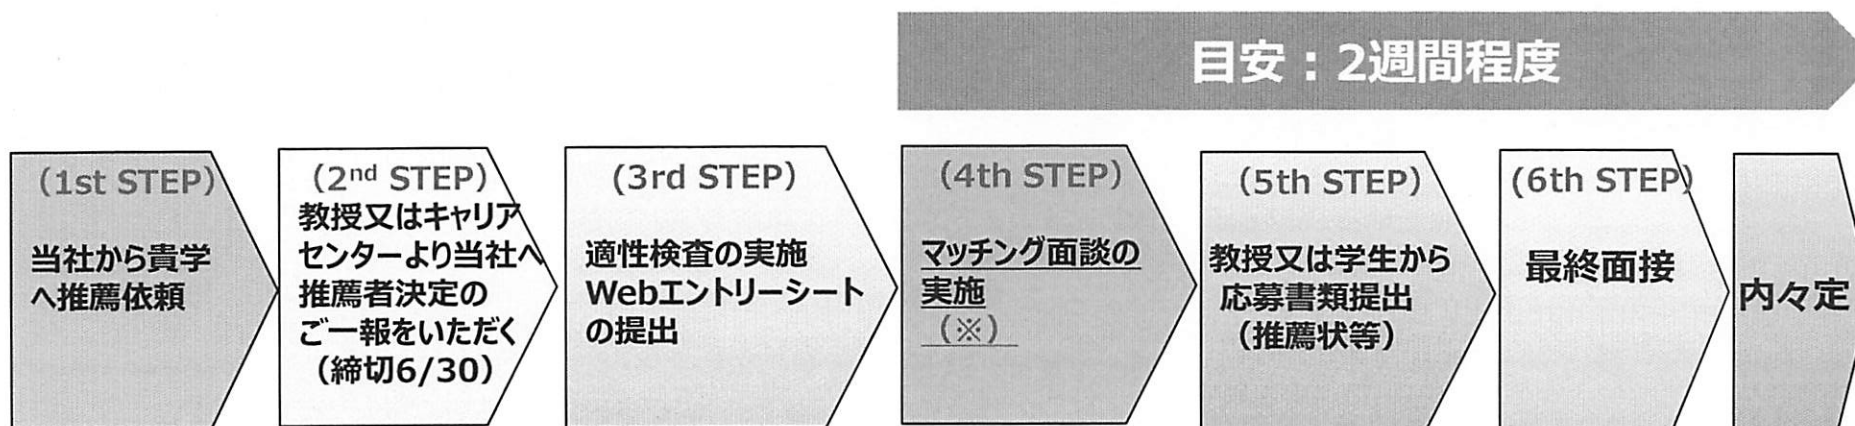 目安：2週間程度
（1st STEP）
当社から貴学
へ推薦依頼
（2nd STEP）
教授又はキャリア
センターより当社へ
推薦者決定の
ご一報をいただく
（締切6/30）
（3rd STEP）
適性検査の実施
Webエントリーシート
の提出
（4th STEP）
マッチング面談の
実施
（※）
（5th STEP）
教授又は学生から
応募書類提出
（推薦状等）
（6th STEP）
最終面接
内々定